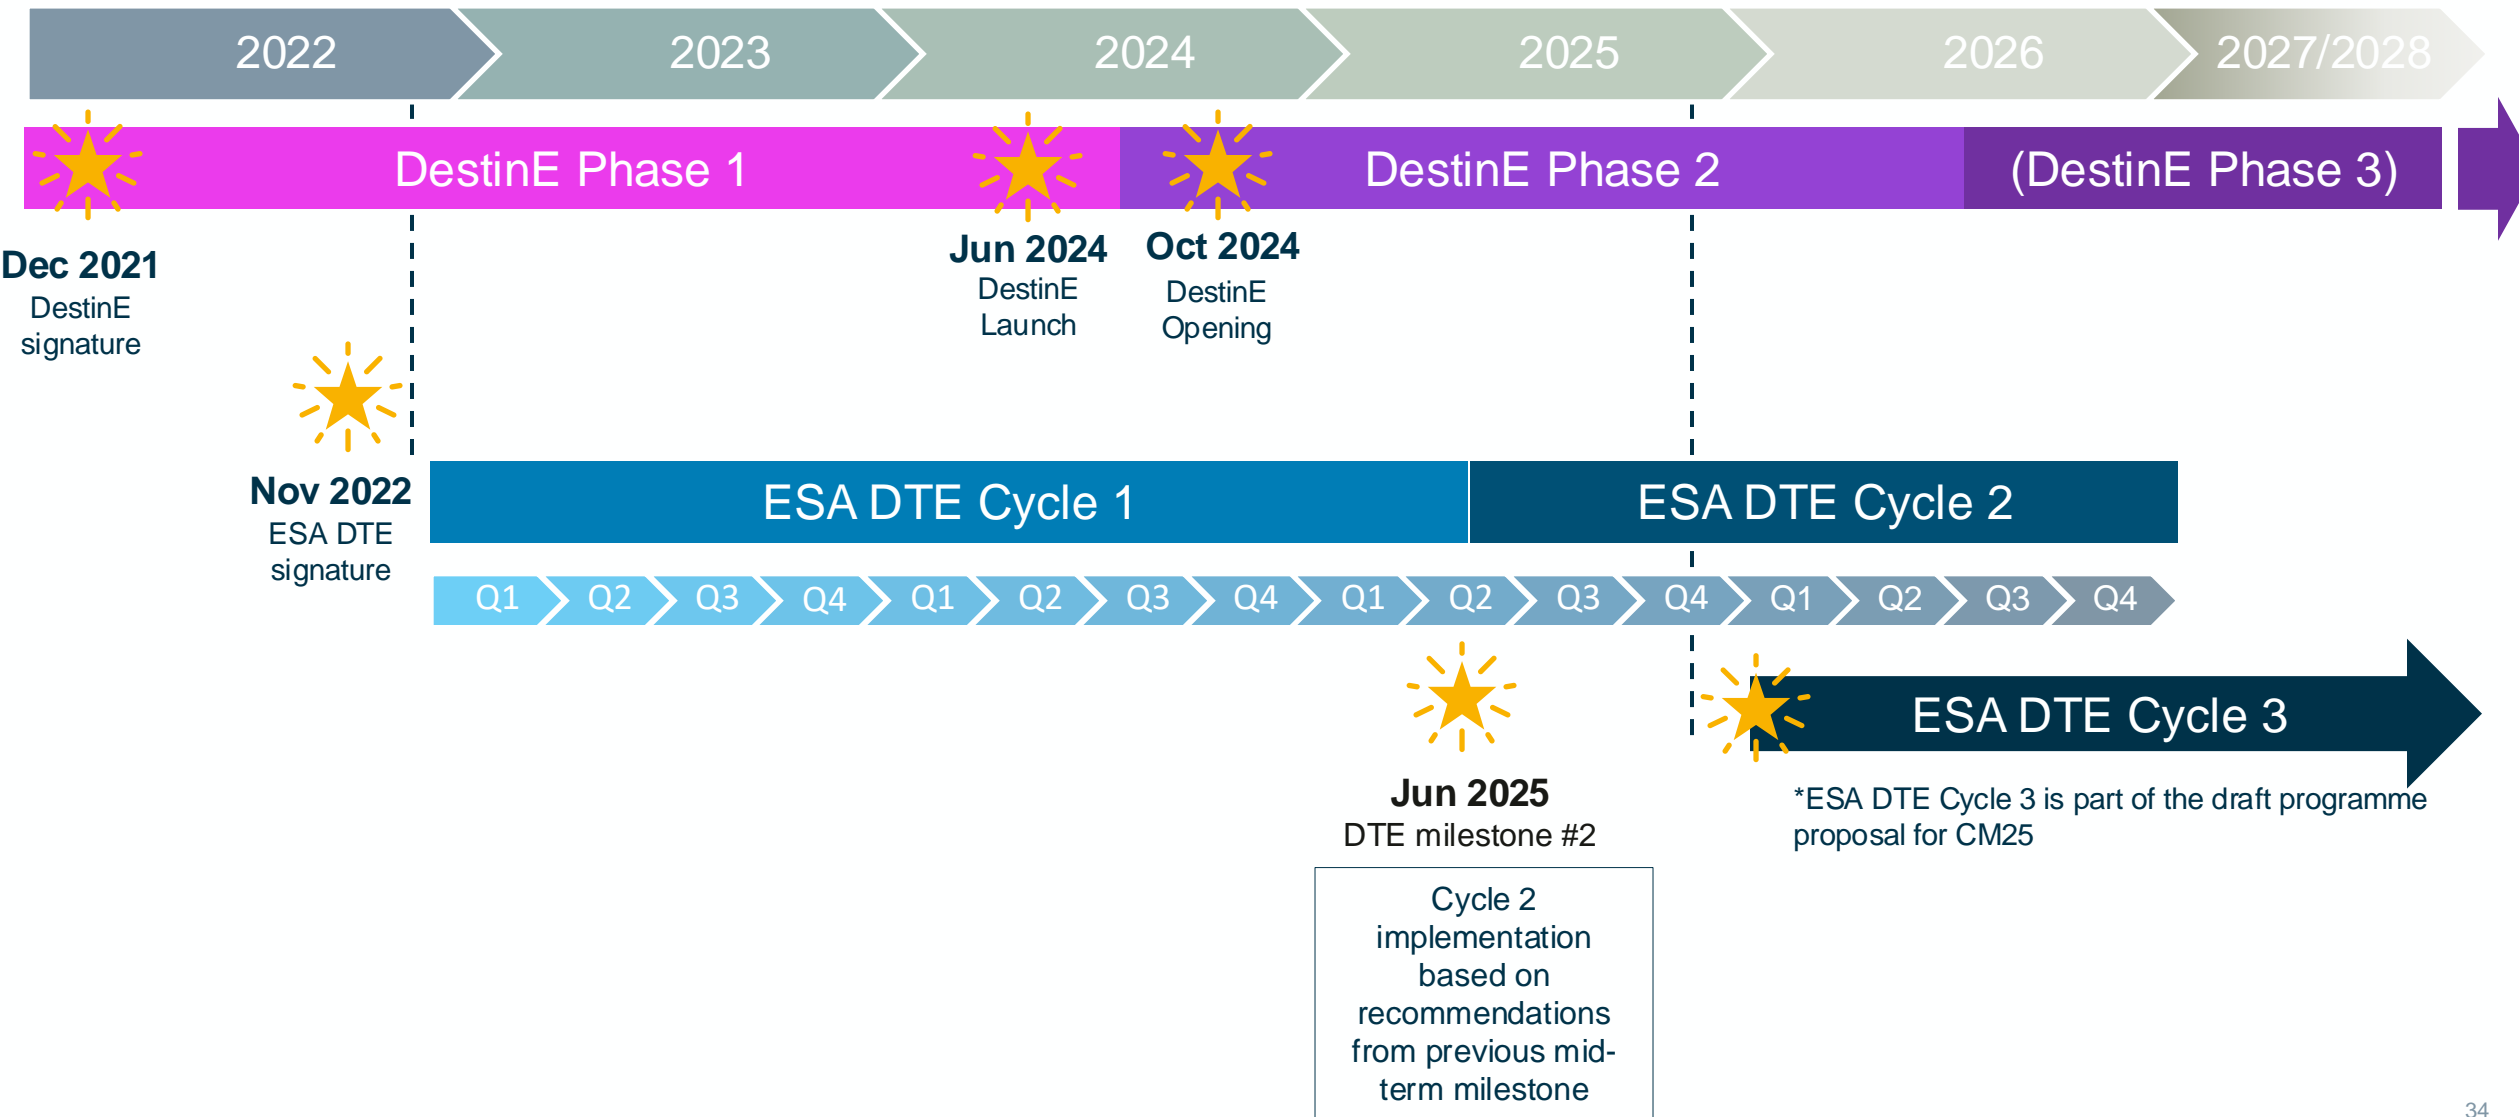 2022
2023
2024
2025
2026
2027/2028
DestinE Phase 1
DestinE Phase 2
(DestinE Phase 3)
Dec 2021
DestinE
signature
Jun 2024
DestinE
Launch
Oct 2024
DestinE
Opening
Nov 2022
ESA DTE
signature
ESA DTE Cycle 1
ESA DTE Cycle 2
Q1
Q2
Q3
Q4
Q1
Q2
Q3
Q4
Q1
Q2
Q3
Q4
Q1
Q2
Q3
Q4
ESA DTE Cycle 3
Jun 2025
DTE milestone #2
*ESA DTE Cycle 3 is part of the draft programme
proposal for CM25
Cycle 2
implementation
based on
recommendations
from previous mid-
term milestone
34